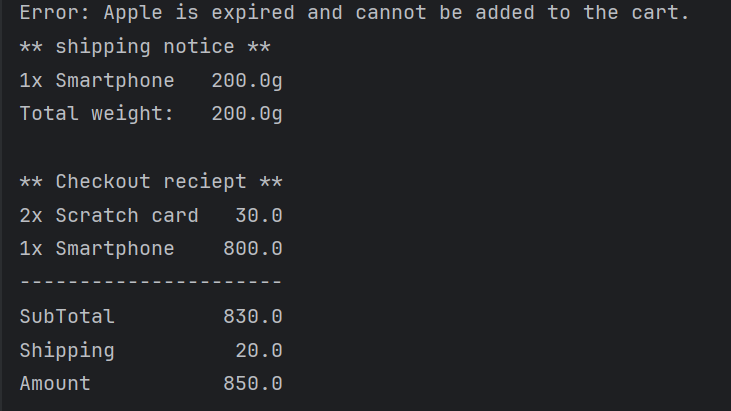 Error: Apple is expired and cannot be added to the cart.
** shipping notice **
1x Smartphone   200.0g
Total weight:   200.0g

** Checkout reciept **
2x Scratch card   30.0
1x Smartphone    800.0
----------------------
SubTotal         830.0
Shipping          20.0
Amount           850.0